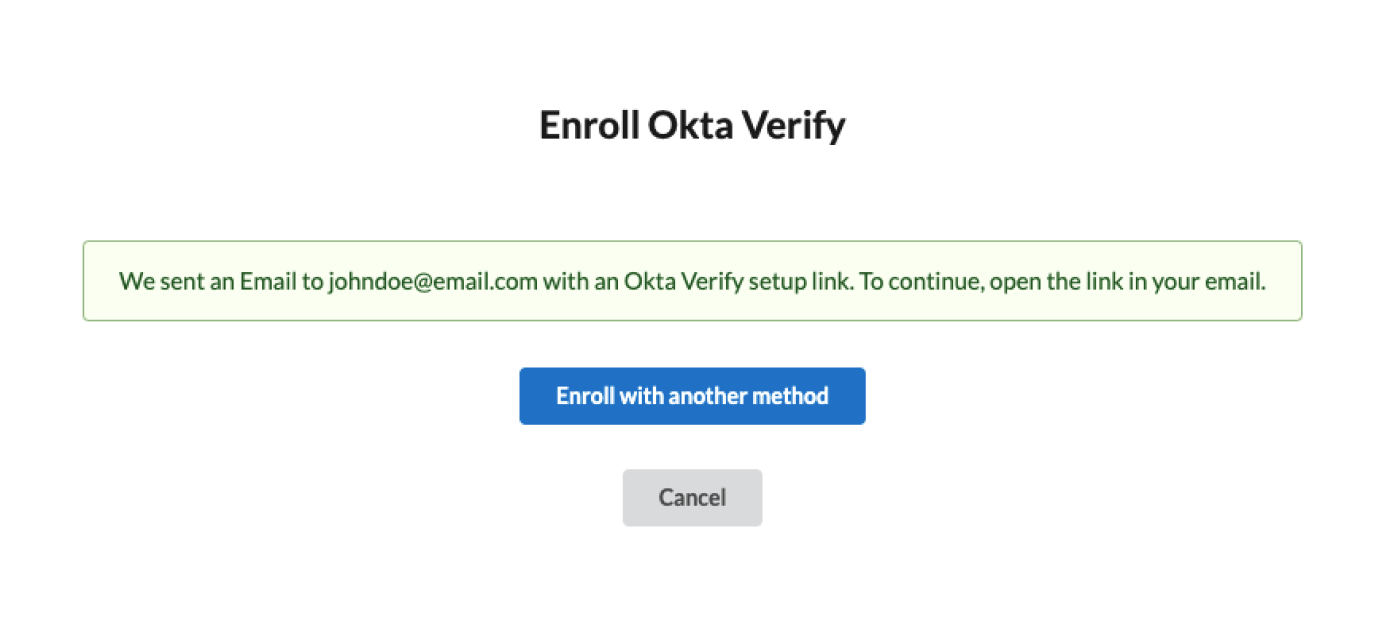 Enroll Okta Verify
We sent an Email to johndoe@email.com with an Okta Verify setup link. To continue, open the link in your email.
Enroll with another method
Cancel